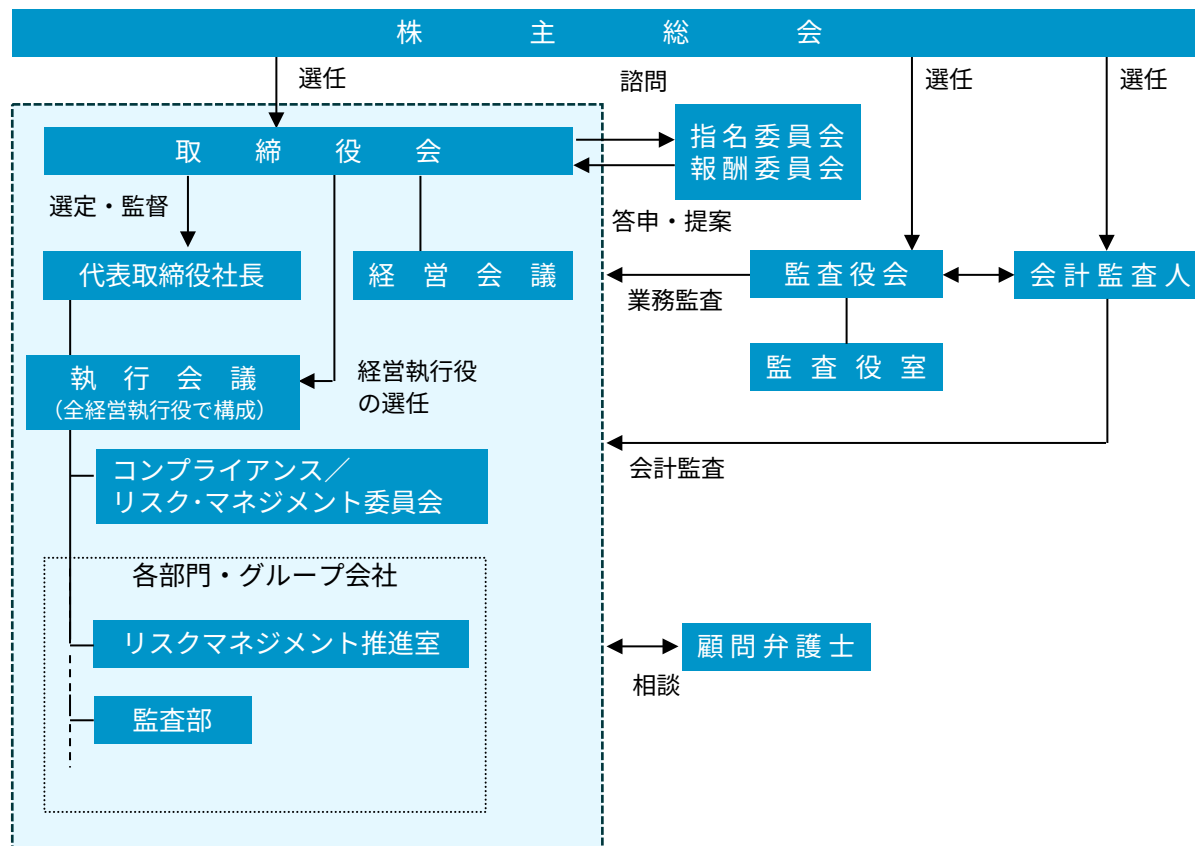 株主総会
選任
諮問
選任
選任
取締役会
指名委員会
報酬委員会
選定・監督
答申・提案
代表取締役社長
経営会議
監査役会
会計監査人
業務監査
執行会議
（全経営執行役で構成）
経営執行役
の選任
監査役室
コンプライアンス／
リスク・マネジメント委員会
会計監査
各部門・グループ会社
リスクマネジメント推進室
顧問弁護士
相談
監査部